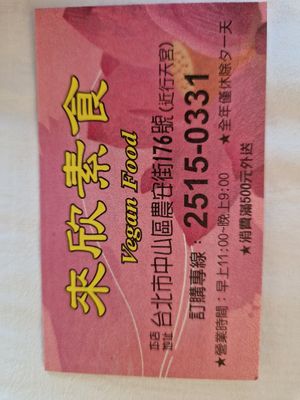 來欣素食
Vegan Food
本店
地址
台北市中山區農安街176號(近行天宮)
訂購專線：2515-0331
★營業時間：早上11:00~晚上9:00 ★全年僅休除夕一天
★消費滿500元外送